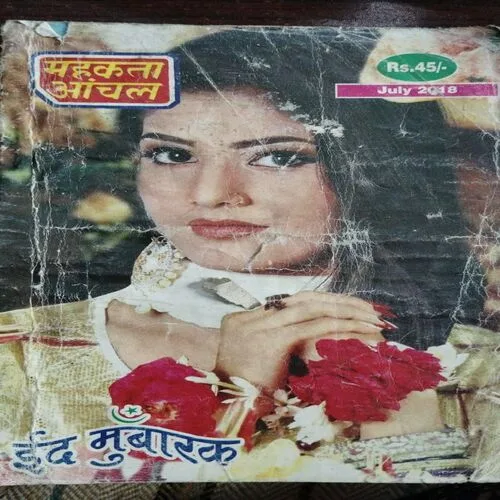 महकता
आंचल
Rs.45/-
July 2018
ईद मुबारक